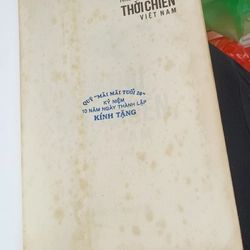 THỜI CHIẾN
VIỆT NAM
QUỸ "MÃI MÃI TUỔI 20"
KỶ NIỆM
10 NĂM NGÀY THÀNH LẬP
KÍNH TẶNG